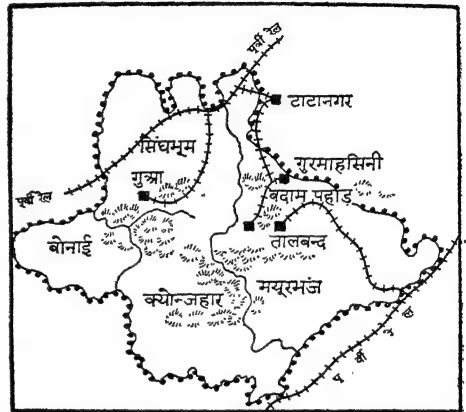 पूर्वी रेल
टाटानगर
सिंघभूम
गुरमाहसिनी
गुआ
बदाम पहाड़
पूर्वी रेल
तालबन्द
बोनाई
मयूरभंज
क्योन्जहार